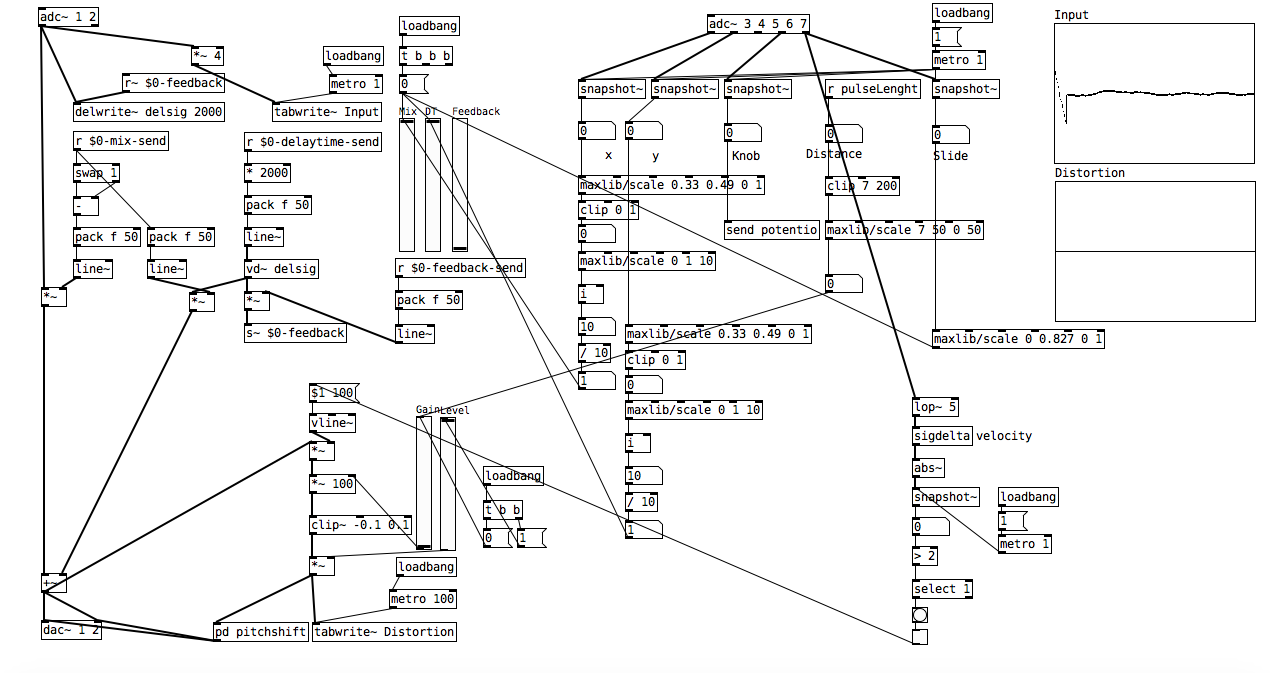 adc~ 1 2
*~ 4
r~ $0-feedback
delwrite~ delsig 2000
loadbang
metro 1
tabwrite~ Input
r $0-mix-send
swap 1
-
pack f 50
pack f 50
line~
line~
*~
*~
r $0-delaytime-send
* 2000
pack f 50
line~
vd~ delsig
*~
s~ $0-feedback
loadbang
t b b b
0
Mix
DT
Feedback
r $0-feedback-send
pack f 50
line~
$1 100
vline~
*~
*~ 100
clip~ -0.1 0.1
*~
Gain
Level
loadbang
t b b
0
1
loadbang
metro 100
+~
dac~ 1 2
pd pitchshift
tabwrite~ Distortion
adc~ 3 4 5 6 7
snapshot~
snapshot~
snapshot~
r pulseLenght
snapshot~
loadbang
1
metro 1
0
0
0
0
0
x
y
Knob
Distance
Slide
maxlib/scale 0.33 0.49 0 1
clip 0 1
0
maxlib/scale 0 1 10
i
10
/ 10
1
maxlib/scale 0.33 0.49 0 1
clip 0 1
0
maxlib/scale 0 1 10
i
10
/ 10
1
send potentio
clip 7 200
maxlib/scale 7 50 0 50
0
maxlib/scale 0 0.827 0 1
lop~ 5
sigdelta
velocity
abs~
snapshot~
0
> 2
select 1
loadbang
1
metro 1
Input
Distortion